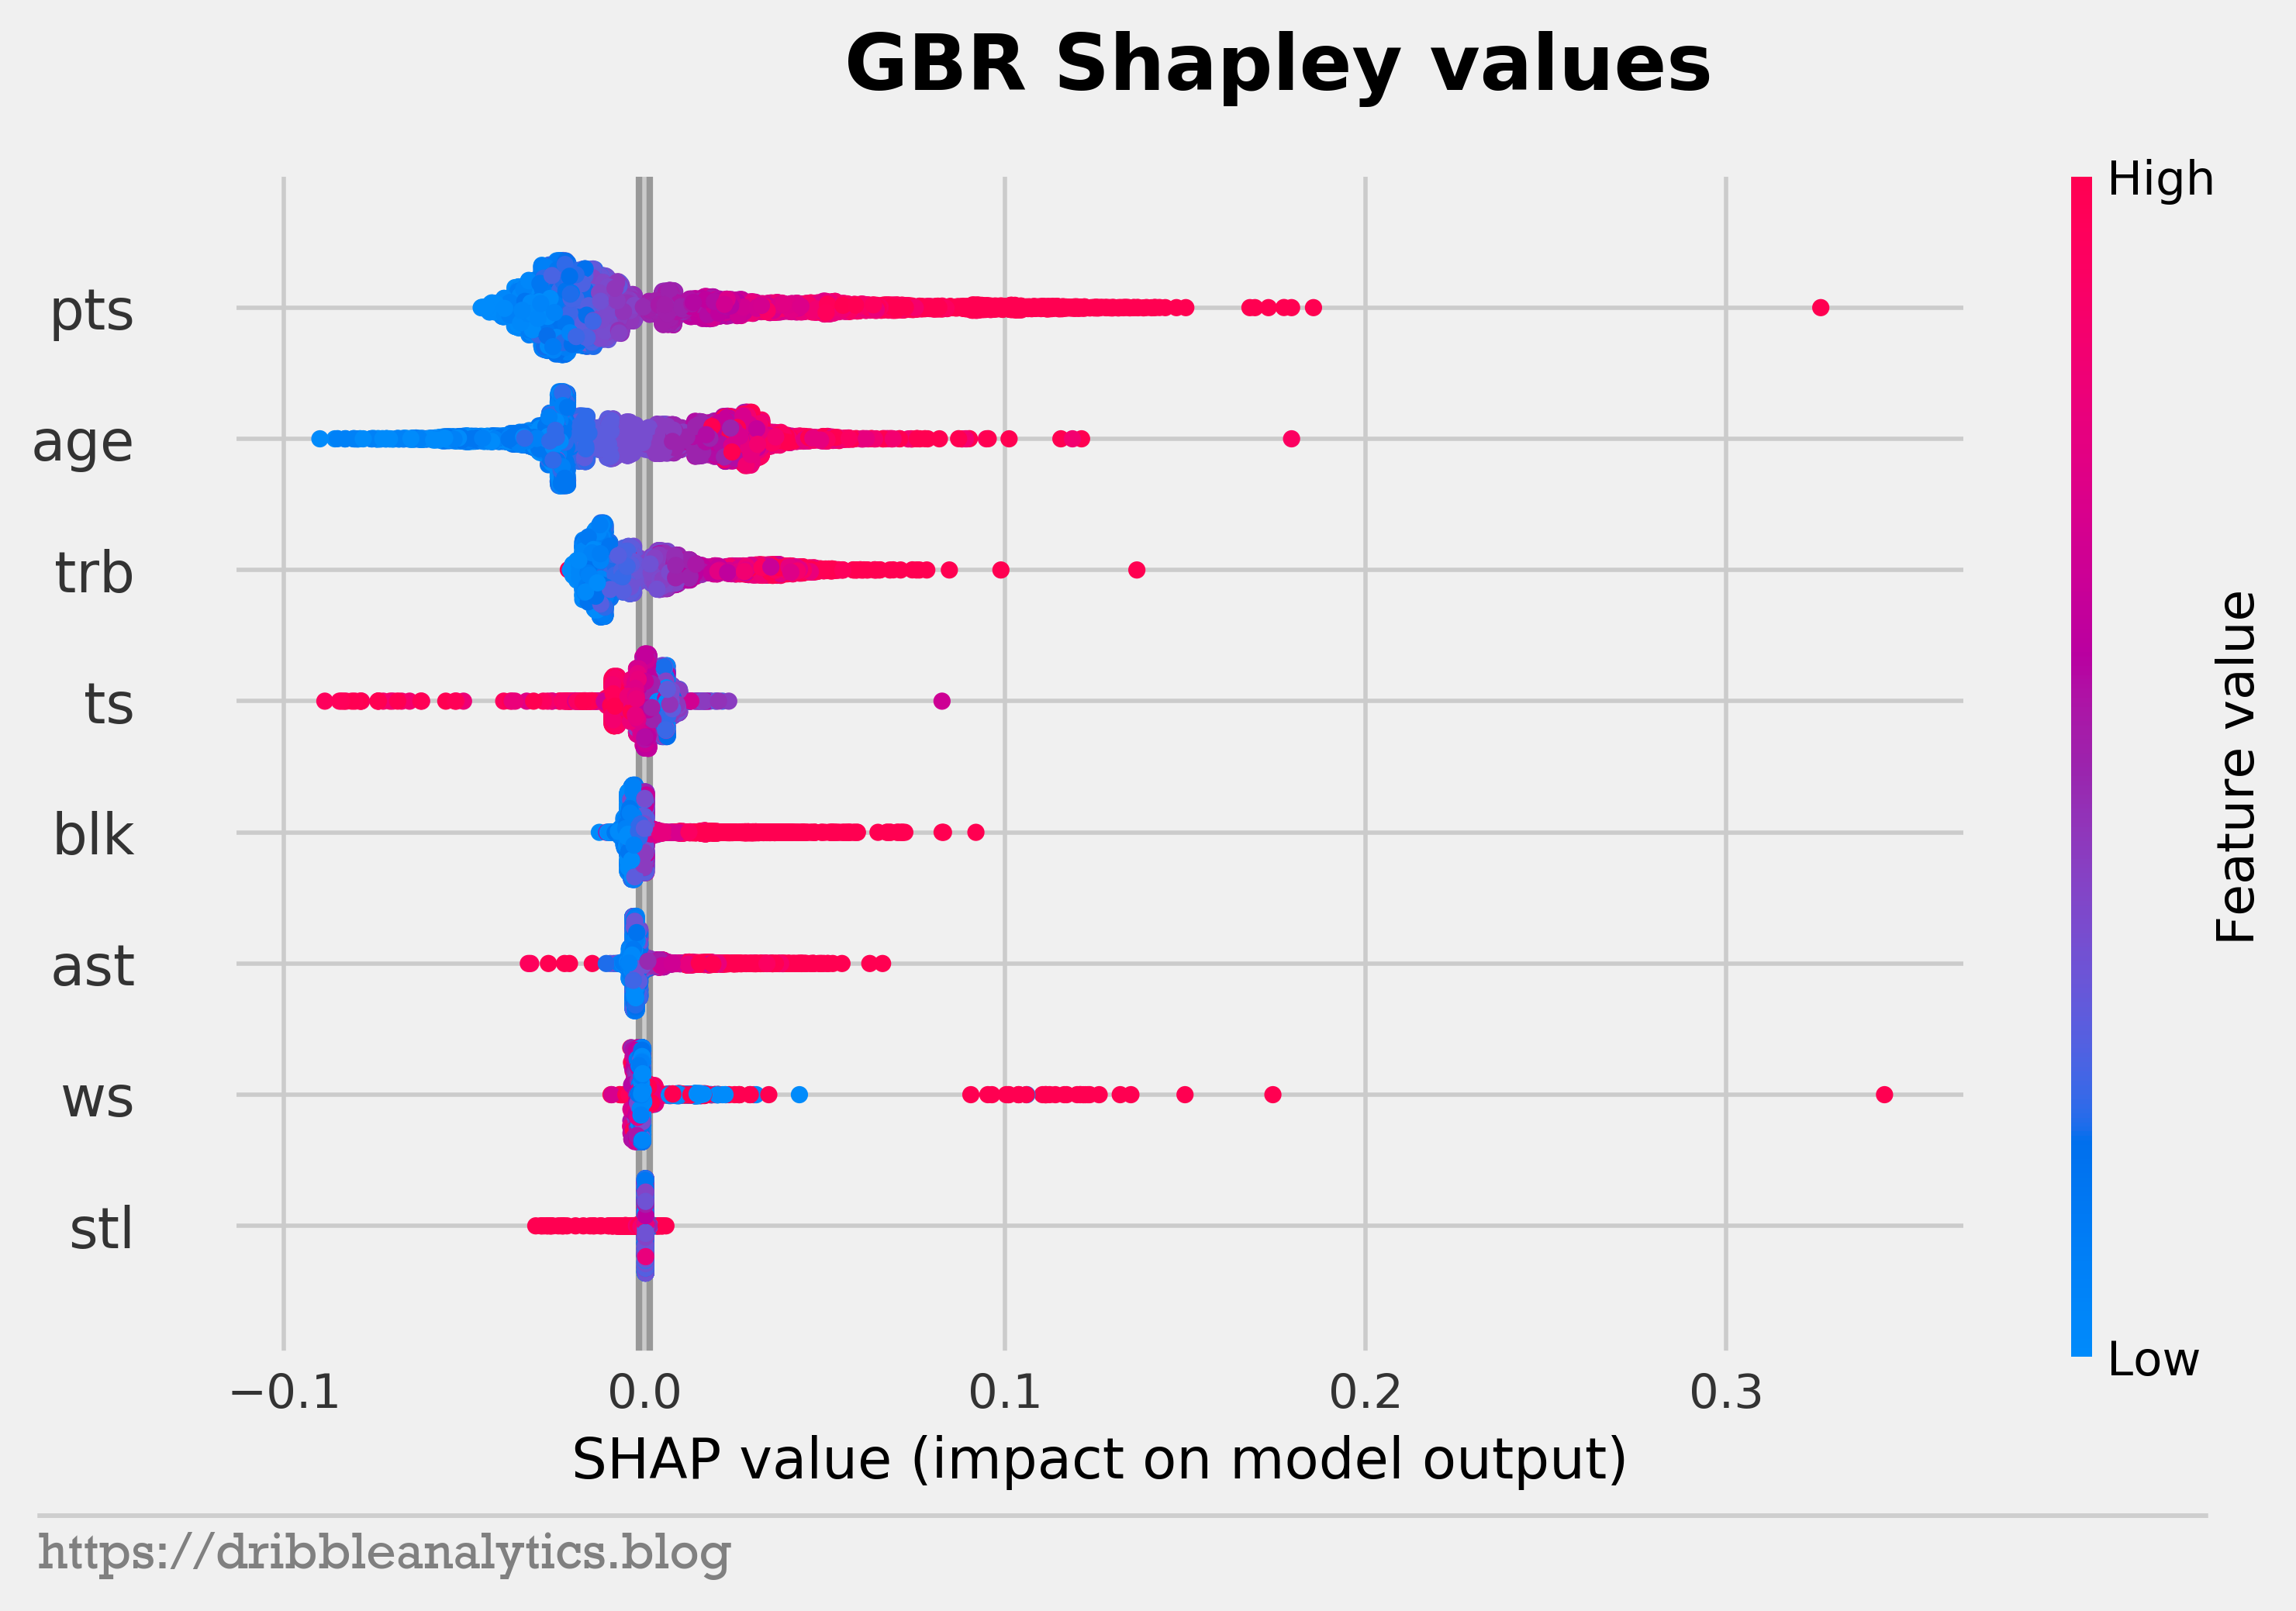 GBR Shapley values
High
pts
age
trb
ts
blk
ast
ws
stl
Feature value
Low
−0.1 0.0 0.1 0.2 0.3
SHAP value (impact on model output)
https://dribbleanalytics.blog